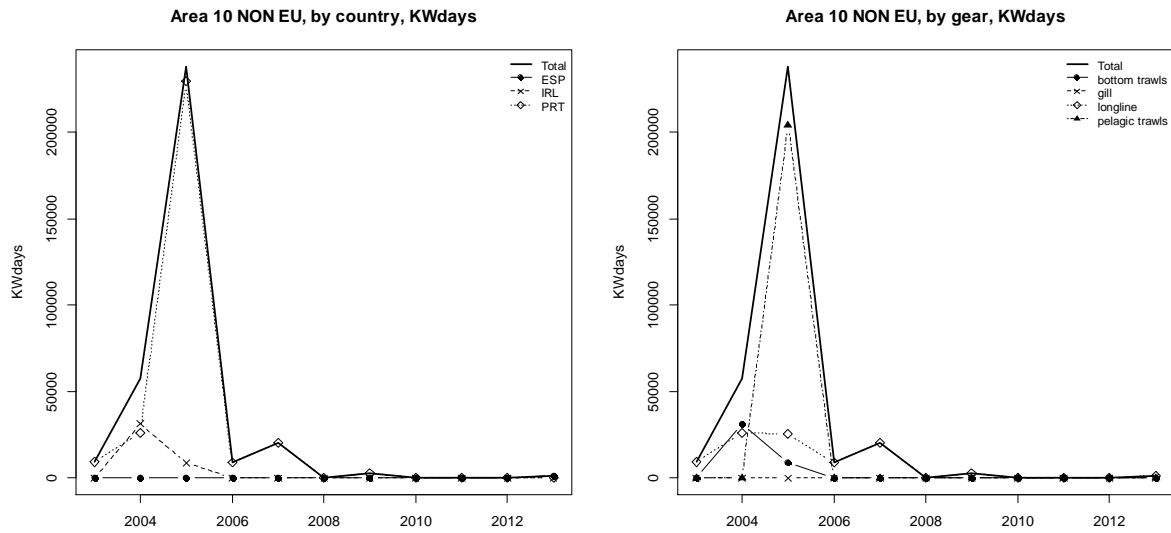 Area 10 NON EU, by country, KWdays
KWdays
0
50000
100000
150000
200000
2004
2006
2008
2010
2012
Total
ESP
IRL
PRT
Area 10 NON EU, by gear, KWdays
KWdays
0
50000
100000
150000
200000
2004
2006
2008
2010
2012
Total
bottom trawls
gill
longline
pelagic trawls